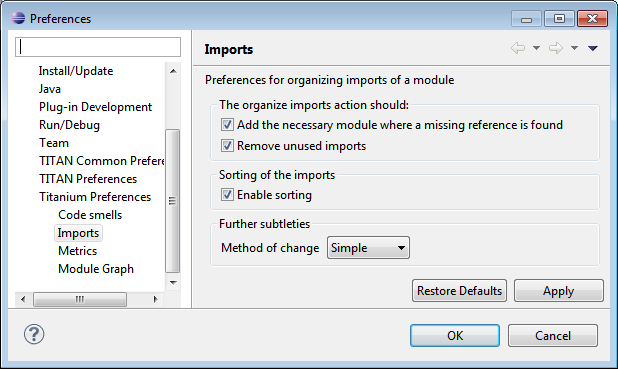 Preferences
Imports
Install/Update
Java
Plug-in Development
Run/Debug
Team
TITAN Common Prefere
TITAN Preferences
Titanium Preferences
Code smells
Imports
Metrics
Module Graph
Preferences for organizing imports of a module
The organize imports action should:
Add the necessary module where a missing reference is found
Remove unused imports
Sorting of the imports
Enable sorting
Further subtleties
Method of change Simple
Restore Defaults Apply
? OK Cancel